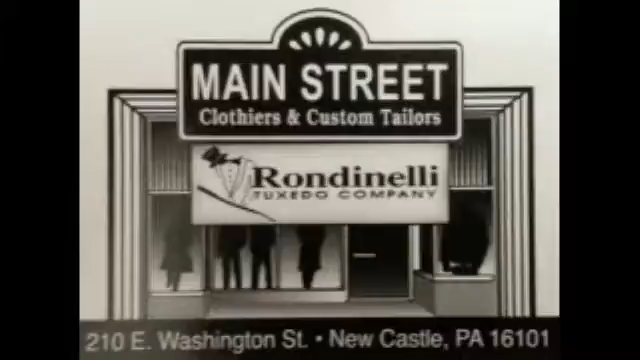 MAIN STREET
Clothiers & Custom Tailors
Rondinelli
TUXEDO COMPANY
210 E. Washington St. • New Castle, PA 16101